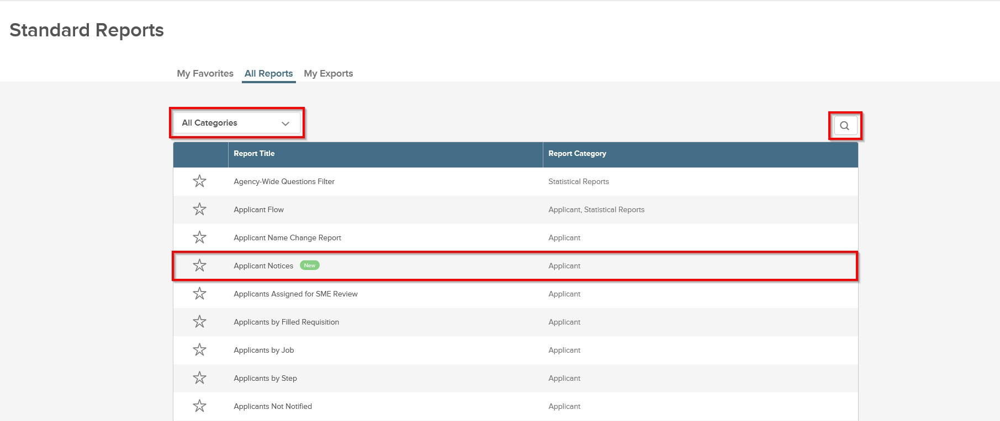 Standard Reports
My Favorites All Reports My Exports
All Categories
Report Title Report Category
Agency-Wide Questions Filter Statistical Reports
Applicant Flow Applicant, Statistical Reports
Applicant Name Change Report Applicant
Applicant Notices New Applicant
Applicants Assigned for SME Review Applicant
Applicants by Filled Requisition Applicant
Applicants by Job Applicant
Applicants by Step Applicant
Applicants Not Notified Applicant